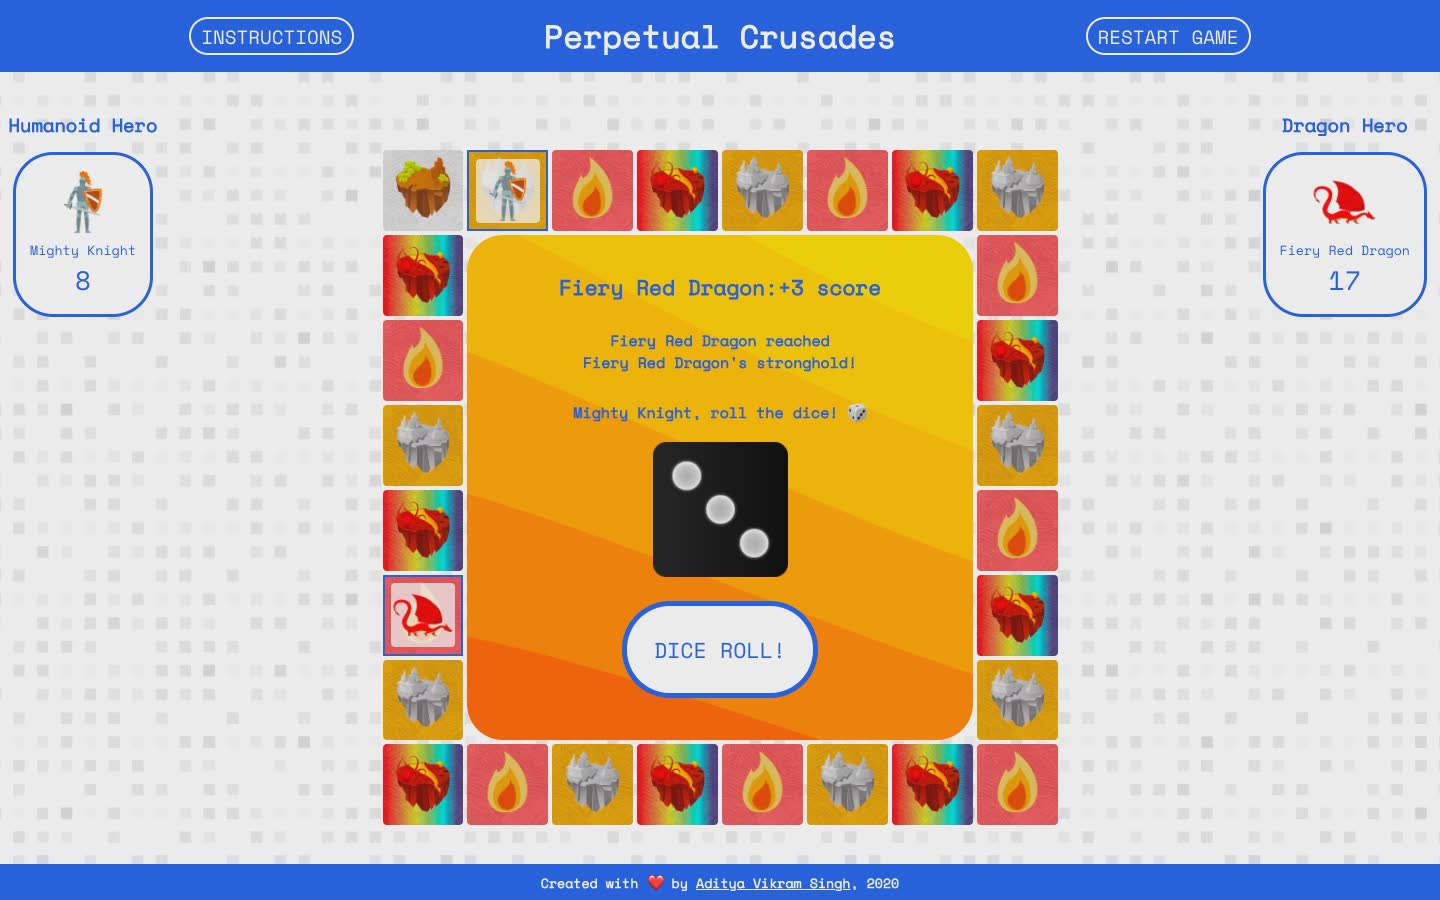 INSTRUCTIONS
Perpetual Crusades
RESTART GAME
Humanoid Hero
Mighty Knight
8
Dragon Hero
Fiery Red Dragon
17
Fiery Red Dragon:+3 score
Fiery Red Dragon reached
Fiery Red Dragon's stronghold!
Mighty Knight, roll the dice! 🎲
DICE ROLL!
Created with ❤️ by Aditya Vikram Singh, 2020